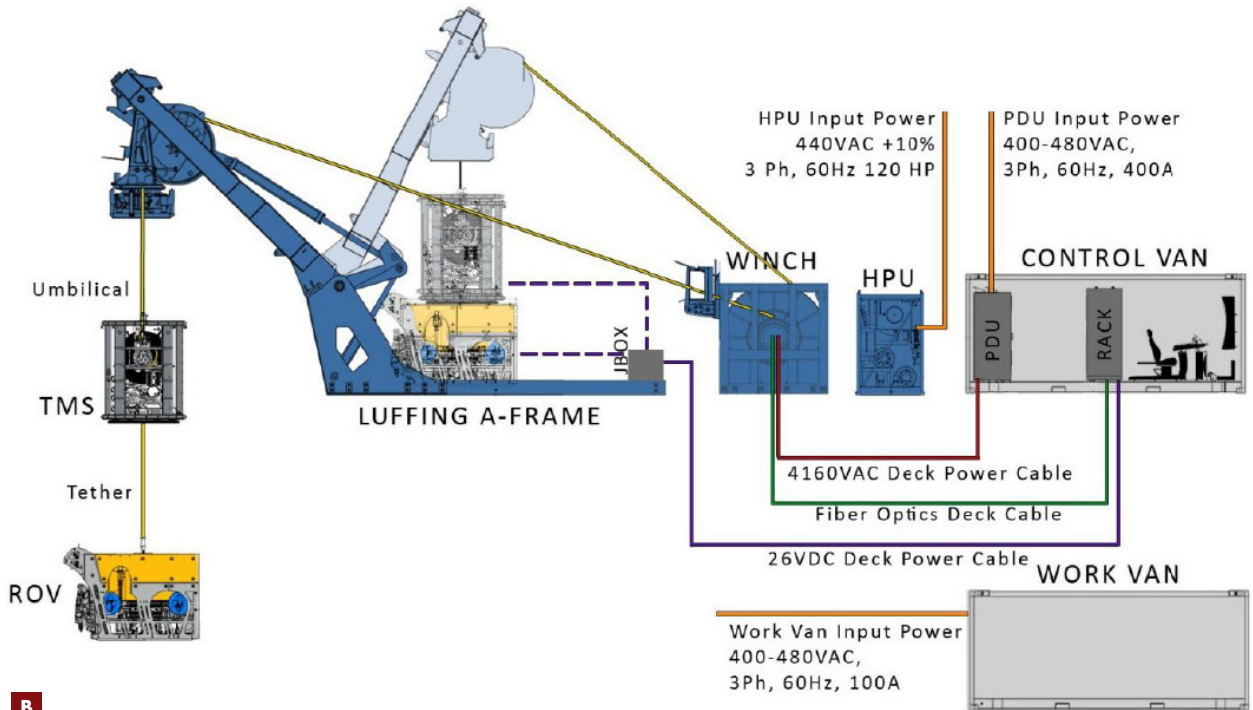 HPU Input Power
440VAC +10%
3 Ph, 60Hz 120 HP
PDU Input Power
400-480VAC,
3Ph, 60Hz, 400A
WINCH
HPU
CONTROL VAN
PDU
RACK
Umbilical
JBOX
TMS
LUFFING A-FRAME
4160VAC Deck Power Cable
Tether
Fiber Optics Deck Cable
26VDC Deck Power Cable
WORK VAN
ROV
Work Van Input Power
400-480VAC,
3Ph, 60Hz, 100A
B